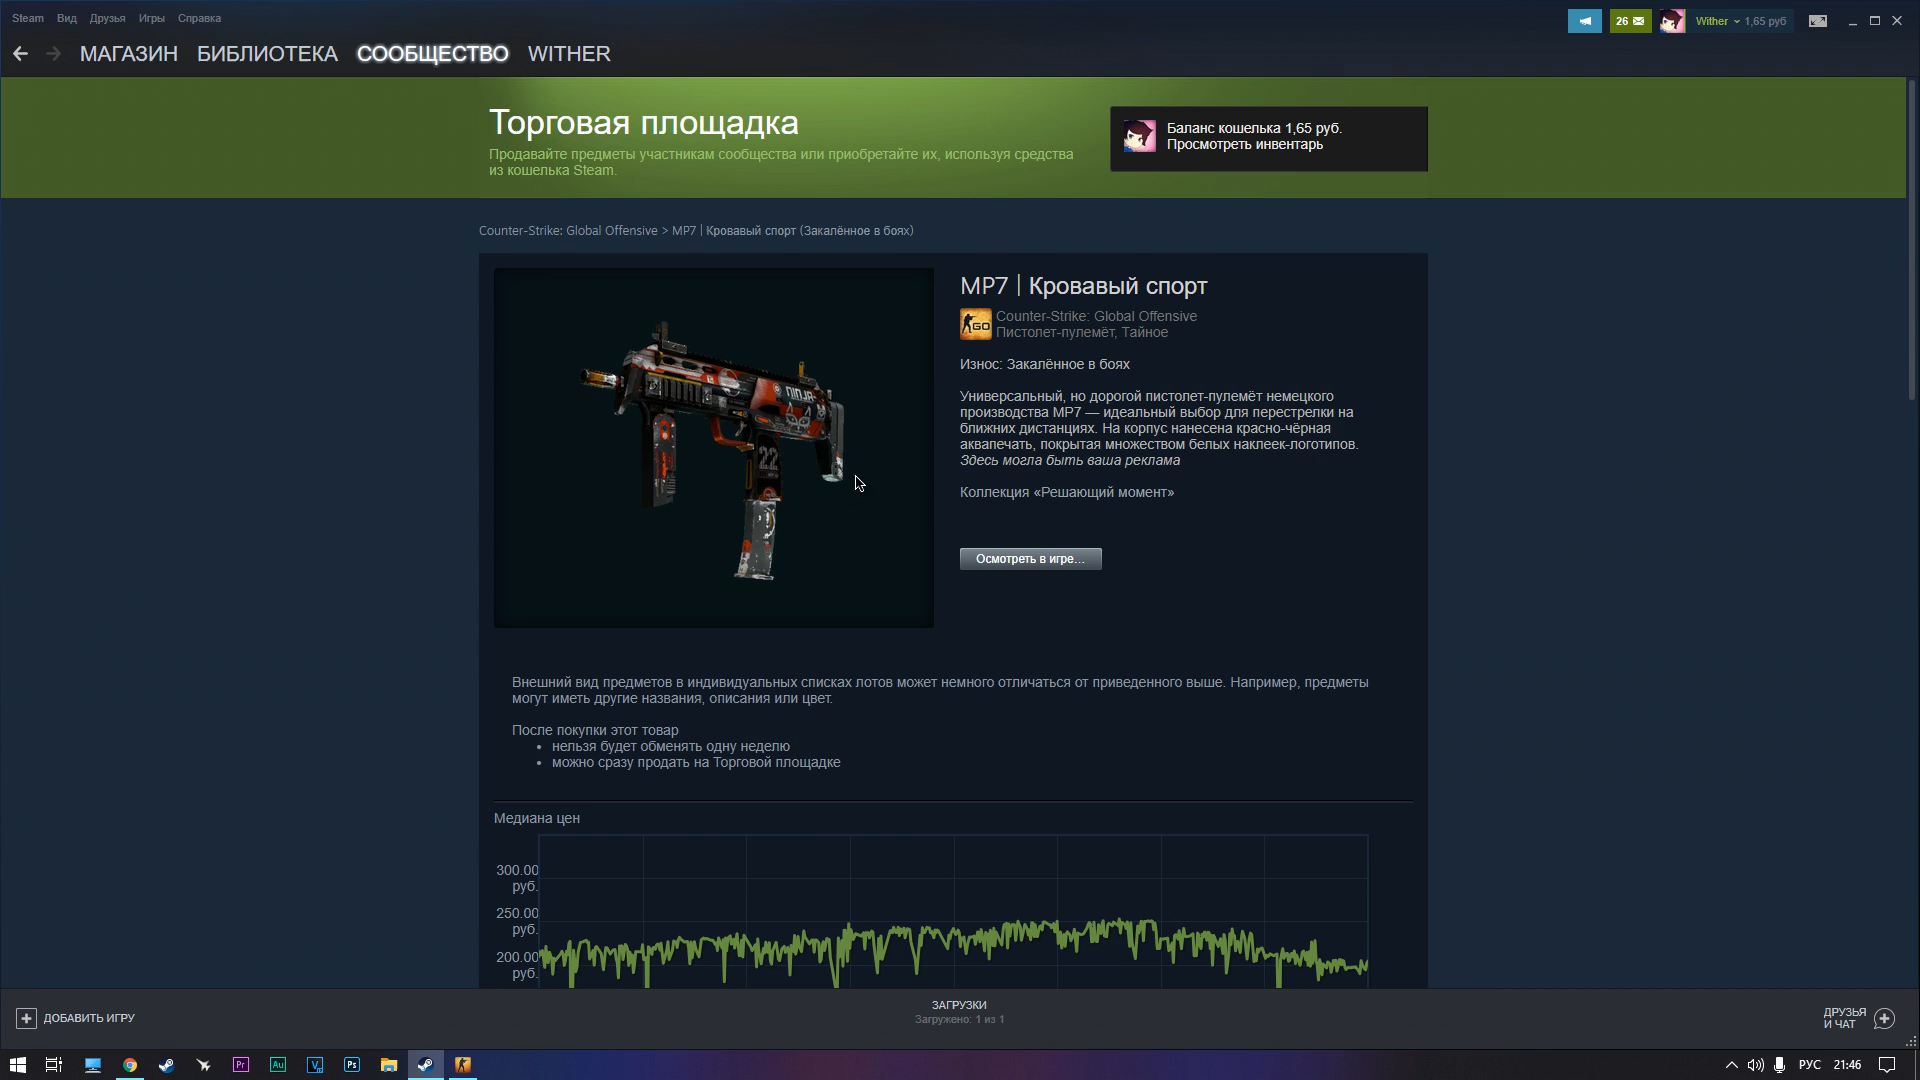 Steam Вид Друзья Игры Справка
26
Wither 1,65 руб
МАГАЗИН БИБЛИОТЕКА СООБЩЕСТВО WITHER
Торговая площадка
Продавайте предметы участникам сообщества или приобретайте их, используя средства
из кошелька Steam.
Баланс кошелька 1,65 руб.
Просмотреть инвентарь
Counter-Strike: Global Offensive > MP7 | Кровавый спорт (Закалённое в боях)
NINJA
22
MP7 | Кровавый спорт
GO
Counter-Strike: Global Offensive
Пистолет-пулемёт, Тайное
Износ: Закалённое в боях
Универсальный, но дорогой пистолет-пулемёт немецкого
производства MP7 — идеальный выбор для перестрелки на
ближних дистанциях. На корпус нанесена красно-чёрная
аквапечать, покрытая множеством белых наклеек-логотипов.
Здесь могла быть ваша реклама
Коллекция «Решающий момент»
Осмотреть в игре...
Внешний вид предметов в индивидуальных списках лотов может немного отличаться от приведенного выше. Например, предметы
могут иметь другие названия, описания или цвет.
После покупки этот товар
• нельзя будет обменять одну неделю
• можно сразу продать на Торговой площадке
Медиана цен
300.00
руб.
250.00
руб.
200.00
руб.
ДОБАВИТЬ ИГРУ
ЗАГРУЗКИ
Загружено: 1 из 1
ДРУЗЬЯ
И ЧАТ
Pr
Au
V
Ps
РУС
21:46